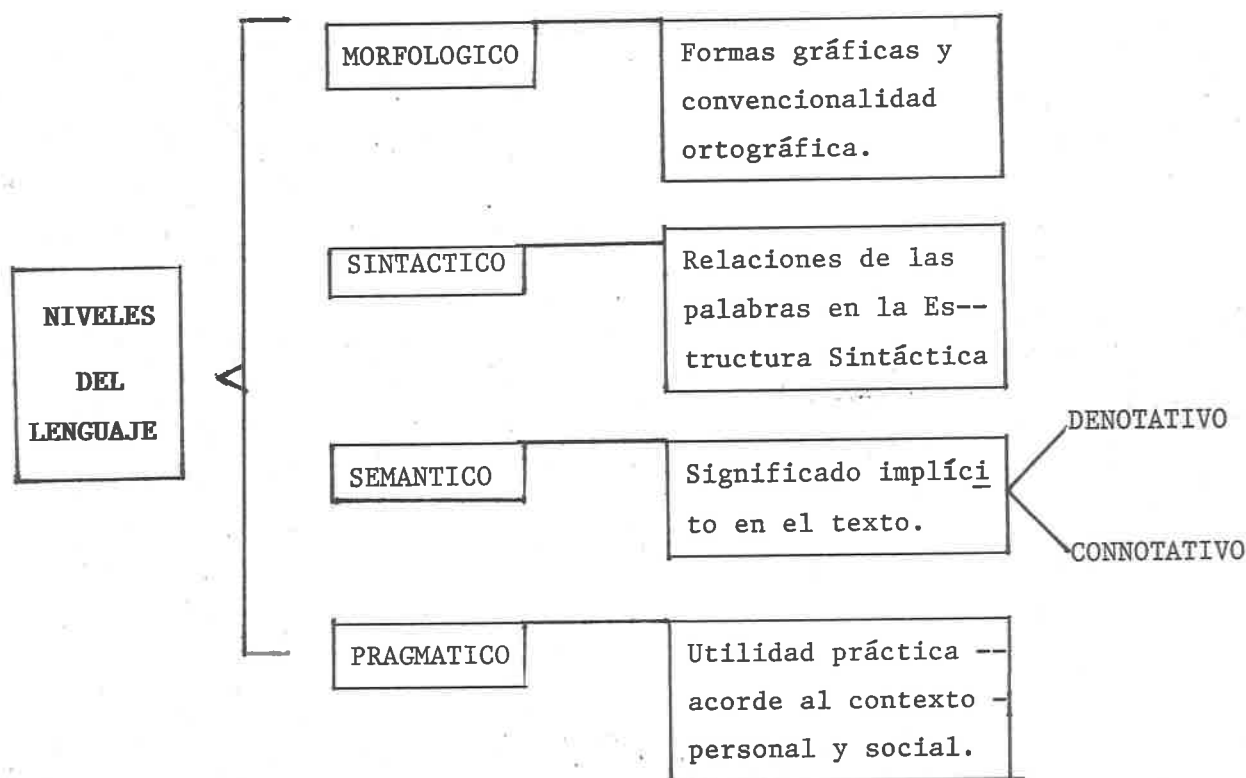 NIVELES
DEL
LENGUAJE
MORFOLOGICO
Formas gráficas y
convencionalidad
ortográfica.
SINTACTICO
Relaciones de las
palabras en la Es--
tructura Sintáctica
SEMANTICO
Significado implíci
to en el texto.
DENOTATIVO
CONNOTATIVO
PRAGMATICO
Utilidad práctica --
acorde al contexto -
personal y social.